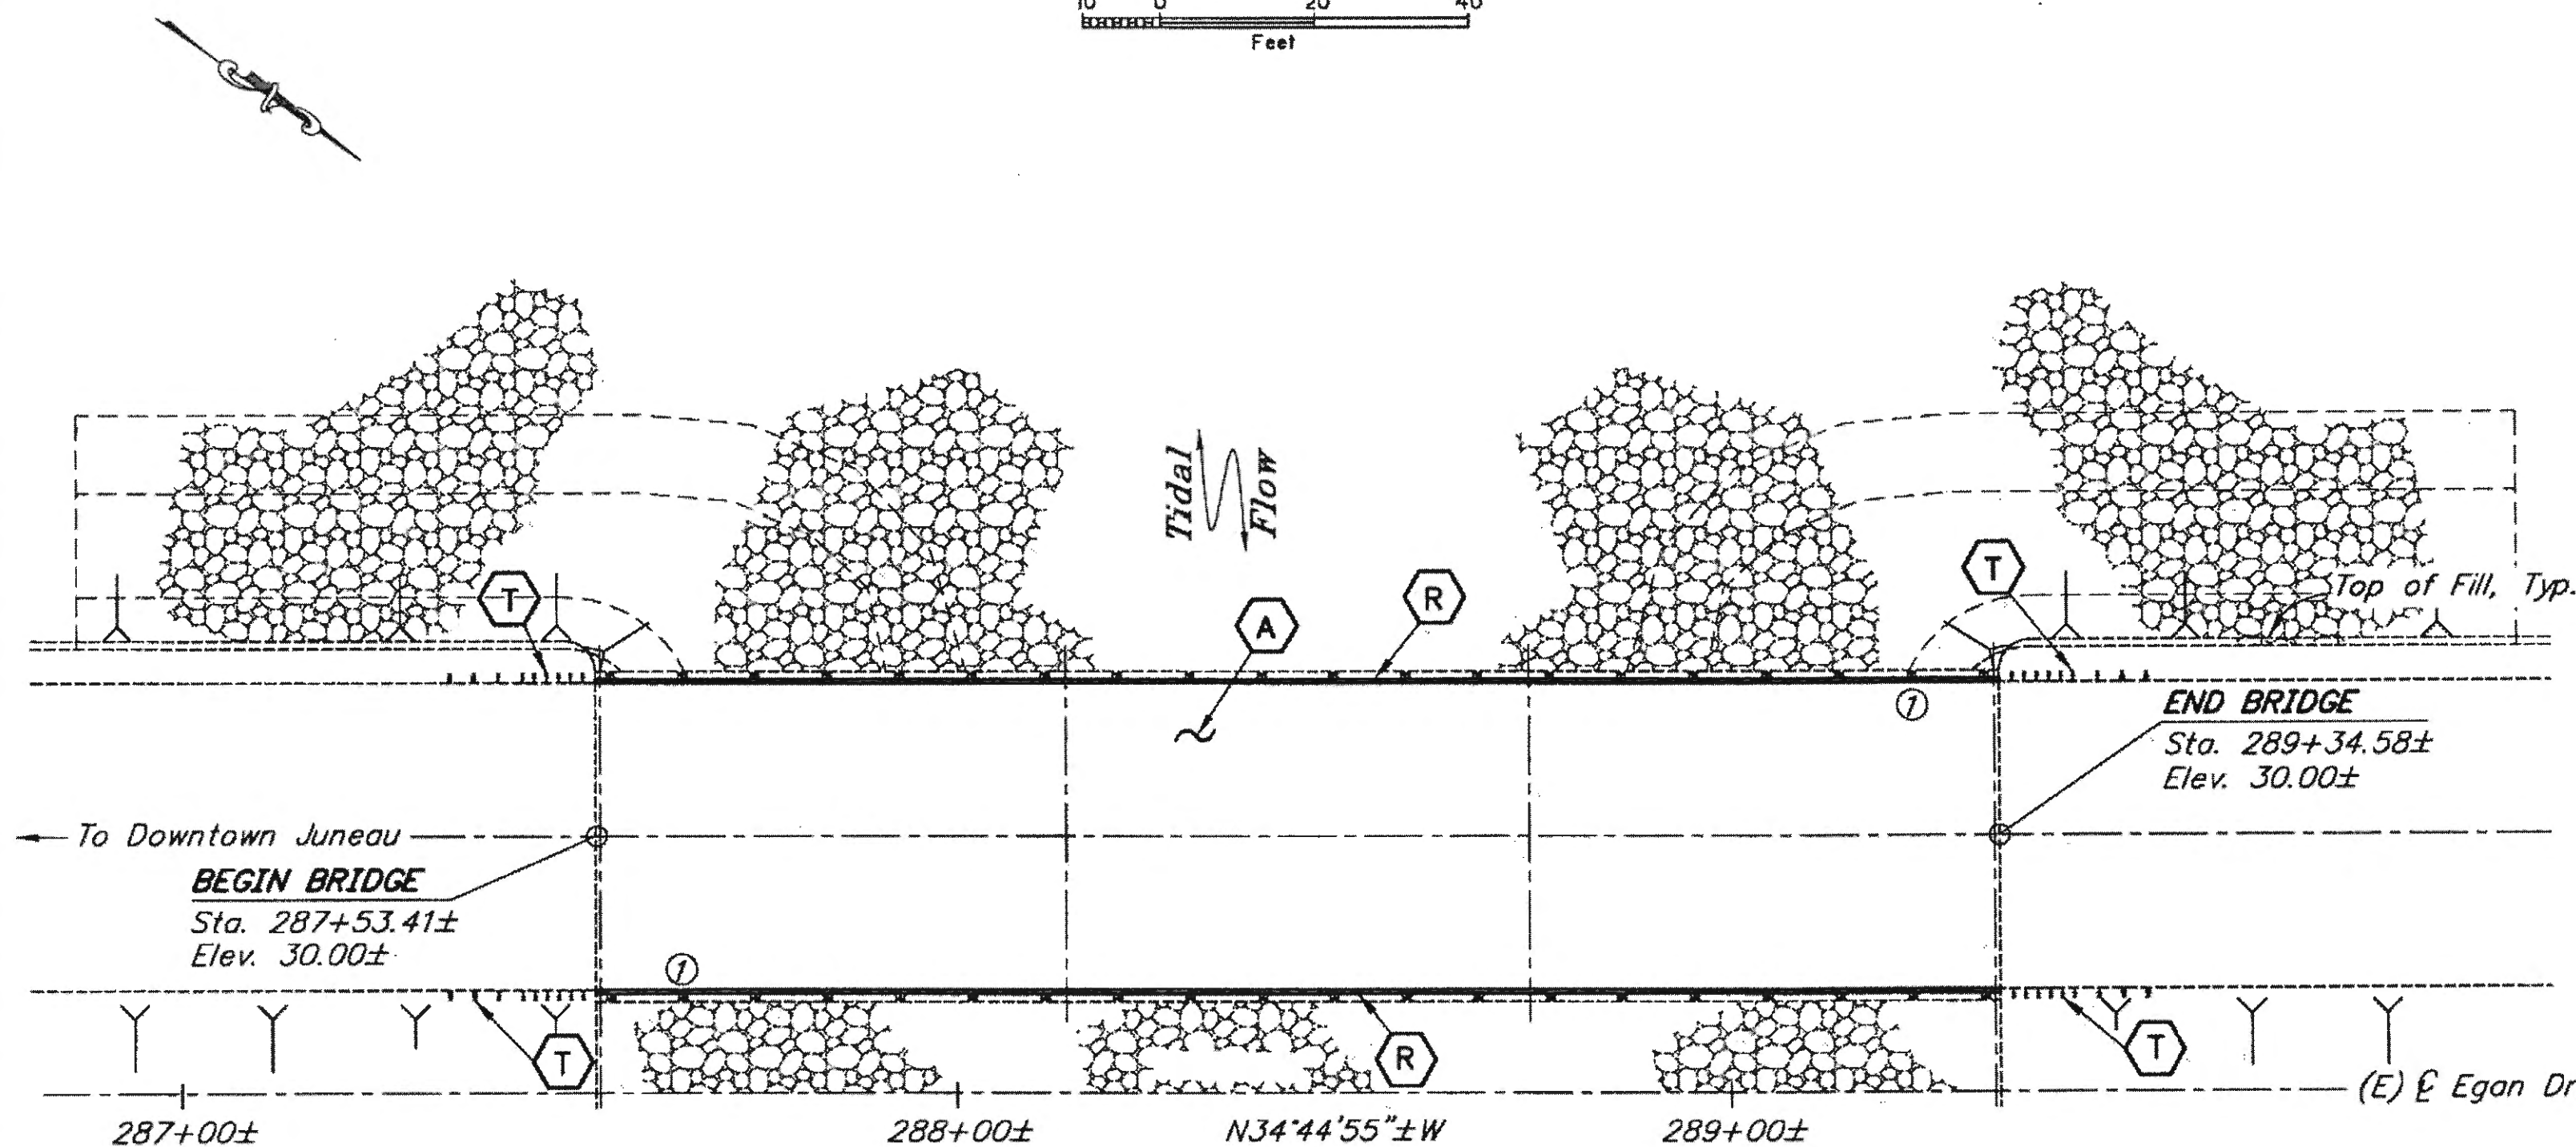 10 0 20 40
Feet
Tidal
Flow
T
A
R
T
Top of Fill, Typ.
1
END BRIDGE
Sta. 289+34.58±
Elev. 30.00±
To Downtown Juneau
BEGIN BRIDGE
Sta. 287+53.41±
Elev. 30.00±
1
T
R
T
(E) ℄ Egan Dr
287+00±
288+00±
N34°44'55"±W
289+00±